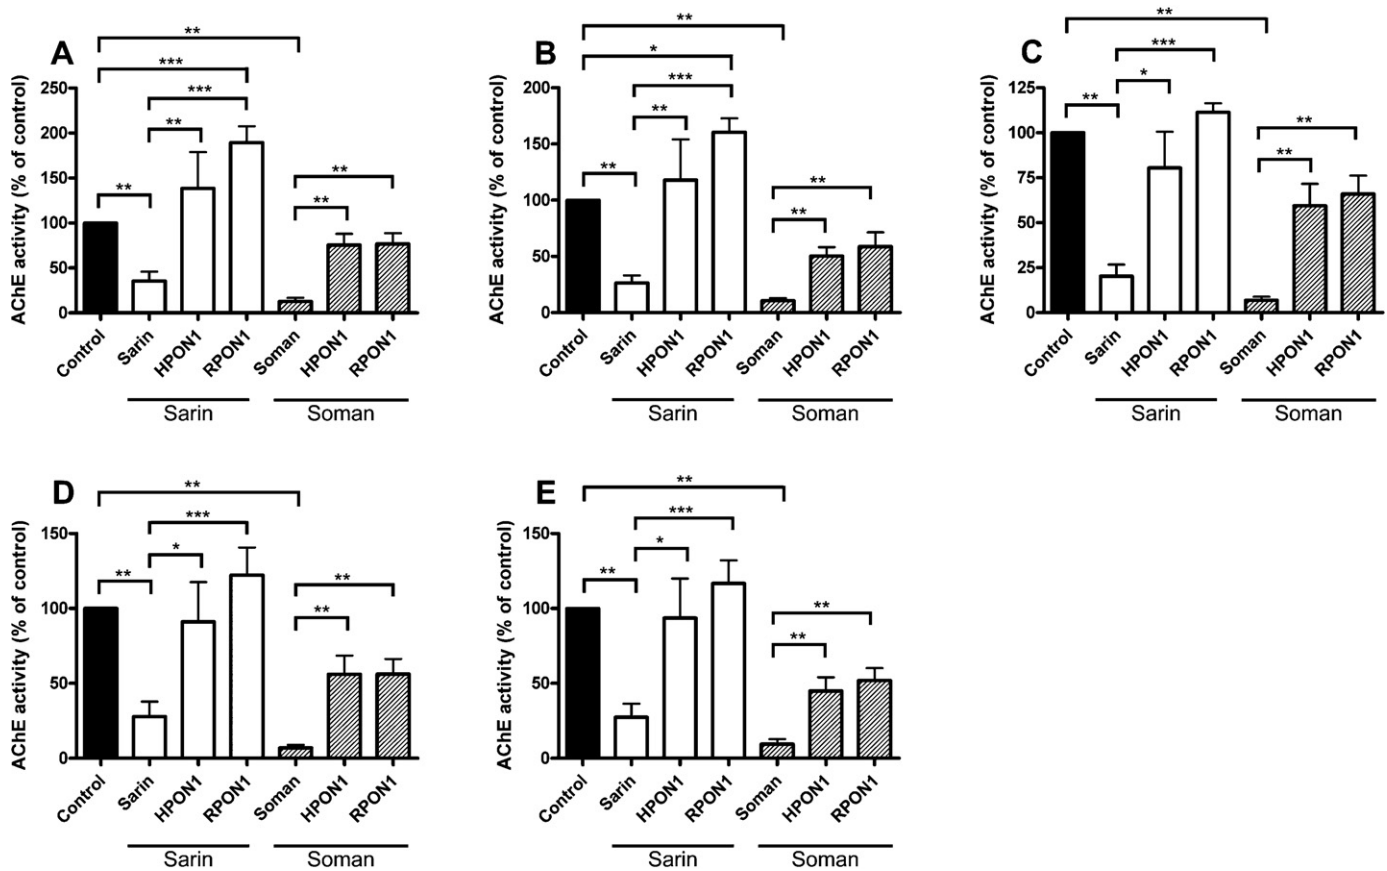 A
AChE activity (% of control)
250
200
150
100
50
0
**
***
***
**
**
**
**
Control
Sarin
HPON1
RPON1
Soman
HPON1
RPON1
Sarin
Soman
B
AChE activity (% of control)
200
150
100
50
0
**
*
***
**
**
**
**
Control
Sarin
HPON1
RPON1
Soman
HPON1
RPON1
Sarin
Soman
C
AChE activity (% of control)
125
100
75
50
25
0
**
***
*
**
**
**
Control
Sarin
HPON1
RPON1
Soman
HPON1
RPON1
Sarin
Soman
D
AChE activity (% of control)
150
100
50
0
**
***
*
**
**
**
Control
Sarin
HPON1
RPON1
Soman
HPON1
RPON1
Sarin
Soman
E
AChE activity (% of control)
150
100
50
0
**
***
*
**
**
**
Control
Sarin
HPON1
RPON1
Soman
HPON1
RPON1
Sarin
Soman